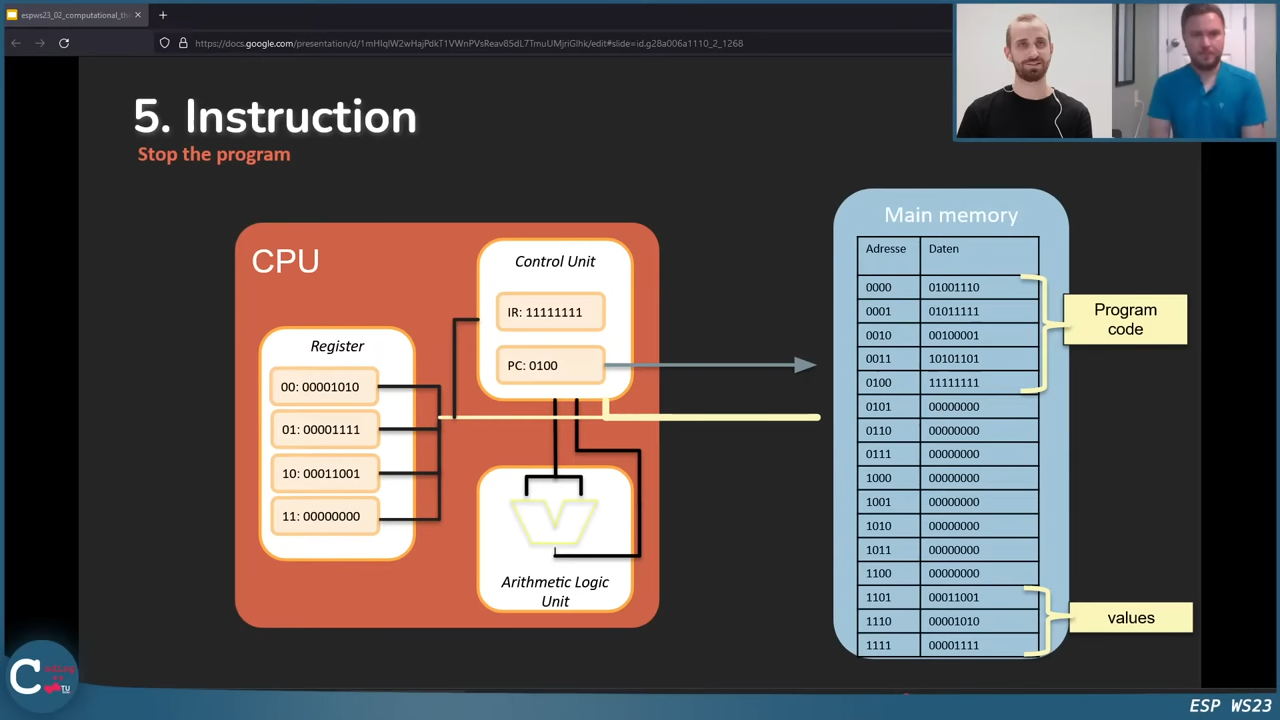 espws23_02_computational_th
https://docs.google.com/presentation/d/1mHIqlW2wHajPdkT1VWnPVsReav85dL7TmuUMjriGlhk/edit#slide=id.g28a006a1110_2_1268
5. Instruction
Stop the program
CPU
Register
00: 00001010
01: 00001111
10: 00011001
11: 00000000
Control Unit
IR: 11111111
PC: 0100
Arithmetic Logic
Unit
Main memory
Adresse Daten
0000 01001110
0001 01011111
0010 00100001
0011 10101101
0100 11111111
0101 00000000
0110 00000000
0111 00000000
1000 00000000
1001 00000000
1010 00000000
1011 00000000
1100 00000000
1101 00011001
1110 00001010
1111 00001111
Program
code
values
C
TU
ESP WS23